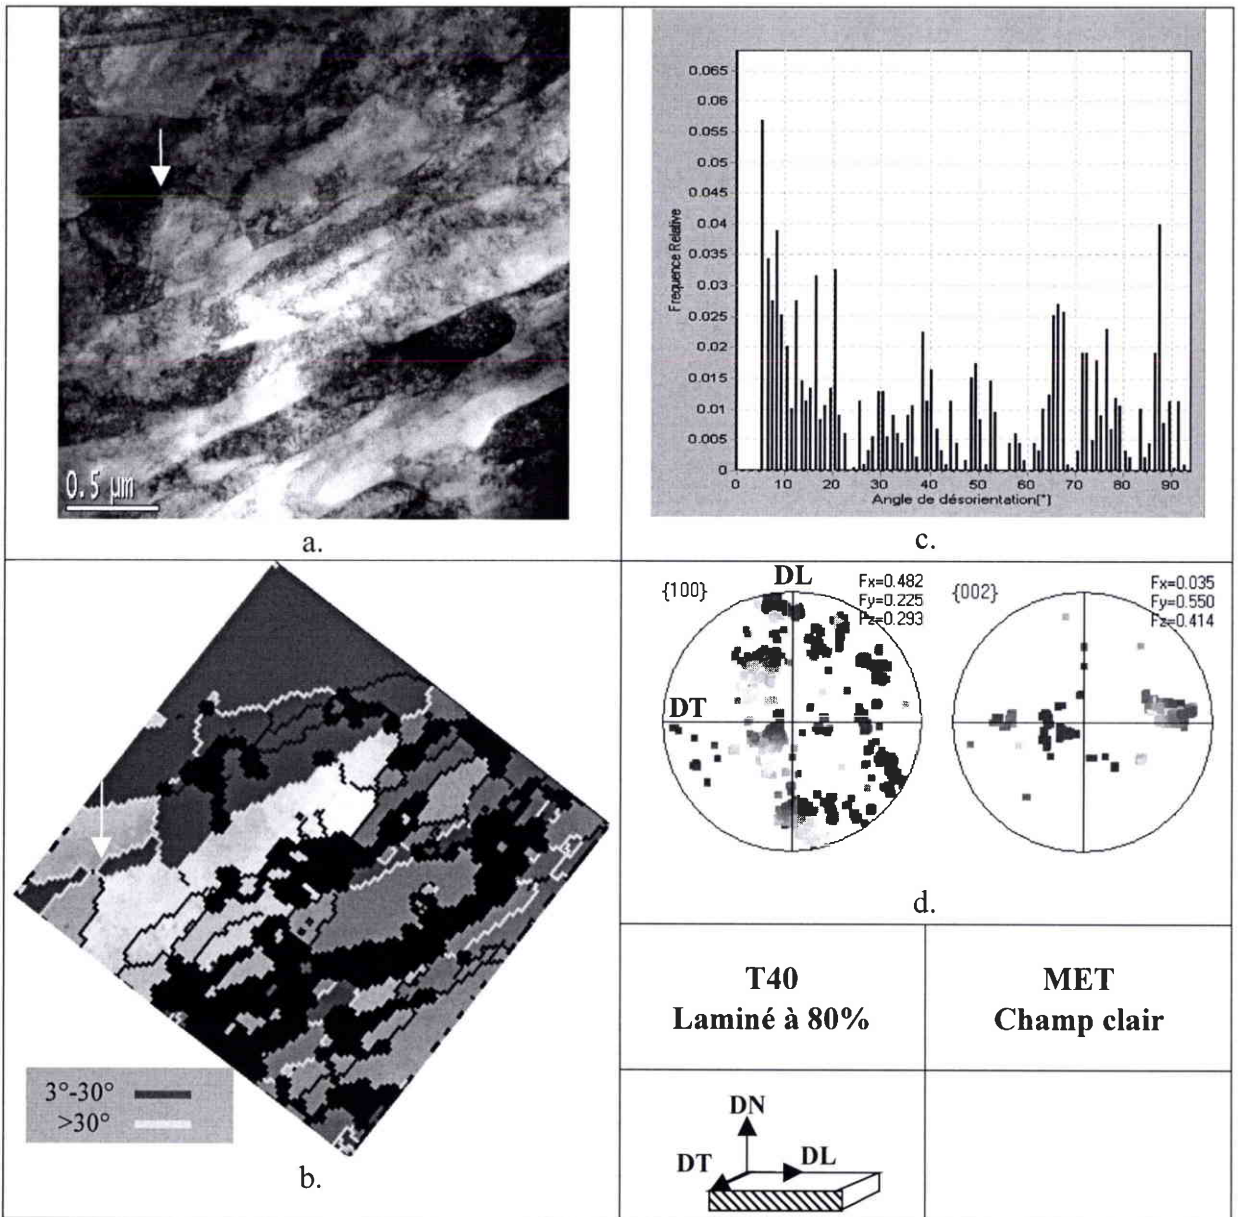 0.5 µm
a.
0.065
0.06
0.055
0.05
0.045
0.04
0.035
0.03
0.025
0.02
0.015
0.01
0.005
0
Frequence Relative
0 10 20 30 40 50 60 70 80 90
Angle de désorientation[°]
c.
3°-30°
>30°
b.
{100}
DL
Fx=0.482
Fy=0.225
Fz=0.293
DT
{002}
Fx=0.035
Fy=0.550
Fz=0.414
d.
T40
Laminé à 80%
MET
Champ clair
DN
DT
DL